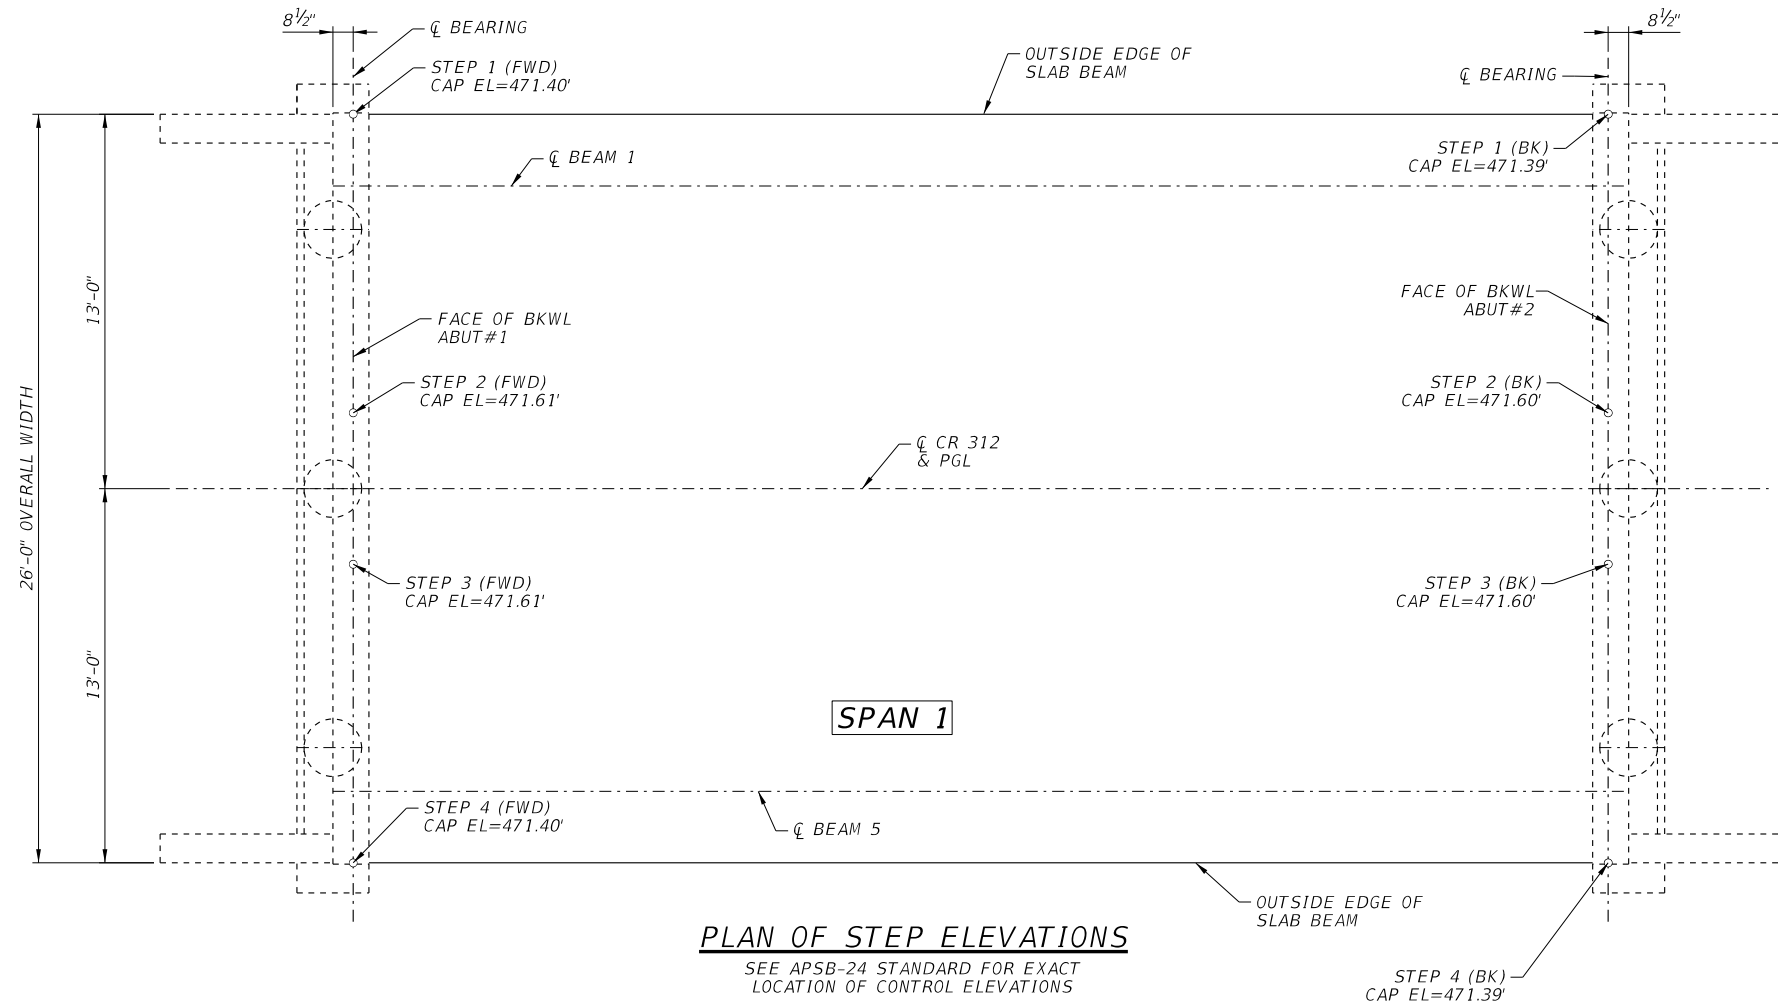 8½"
℄ BEARING
STEP 1 (FWD)
CAP EL=471.40'
OUTSIDE EDGE OF
SLAB BEAM
8½"
℄ BEARING
STEP 1 (BK)
CAP EL=471.39'
℄ BEAM 1
13'-0"
FACE OF BKWL
ABUT#1
FACE OF BKWL
ABUT#2
STEP 2 (FWD)
CAP EL=471.61'
STEP 2 (BK)
CAP EL=471.60'
26'-0" OVERALL WIDTH
℄ CR 312
& PGL
STEP 3 (FWD)
CAP EL=471.61'
STEP 3 (BK)
CAP EL=471.60'
13'-0"
SPAN 1
STEP 4 (FWD)
CAP EL=471.40'
℄ BEAM 5
OUTSIDE EDGE OF
SLAB BEAM
PLAN OF STEP ELEVATIONS
SEE APSB-24 STANDARD FOR EXACT
LOCATION OF CONTROL ELEVATIONS
STEP 4 (BK)
CAP EL=471.39'